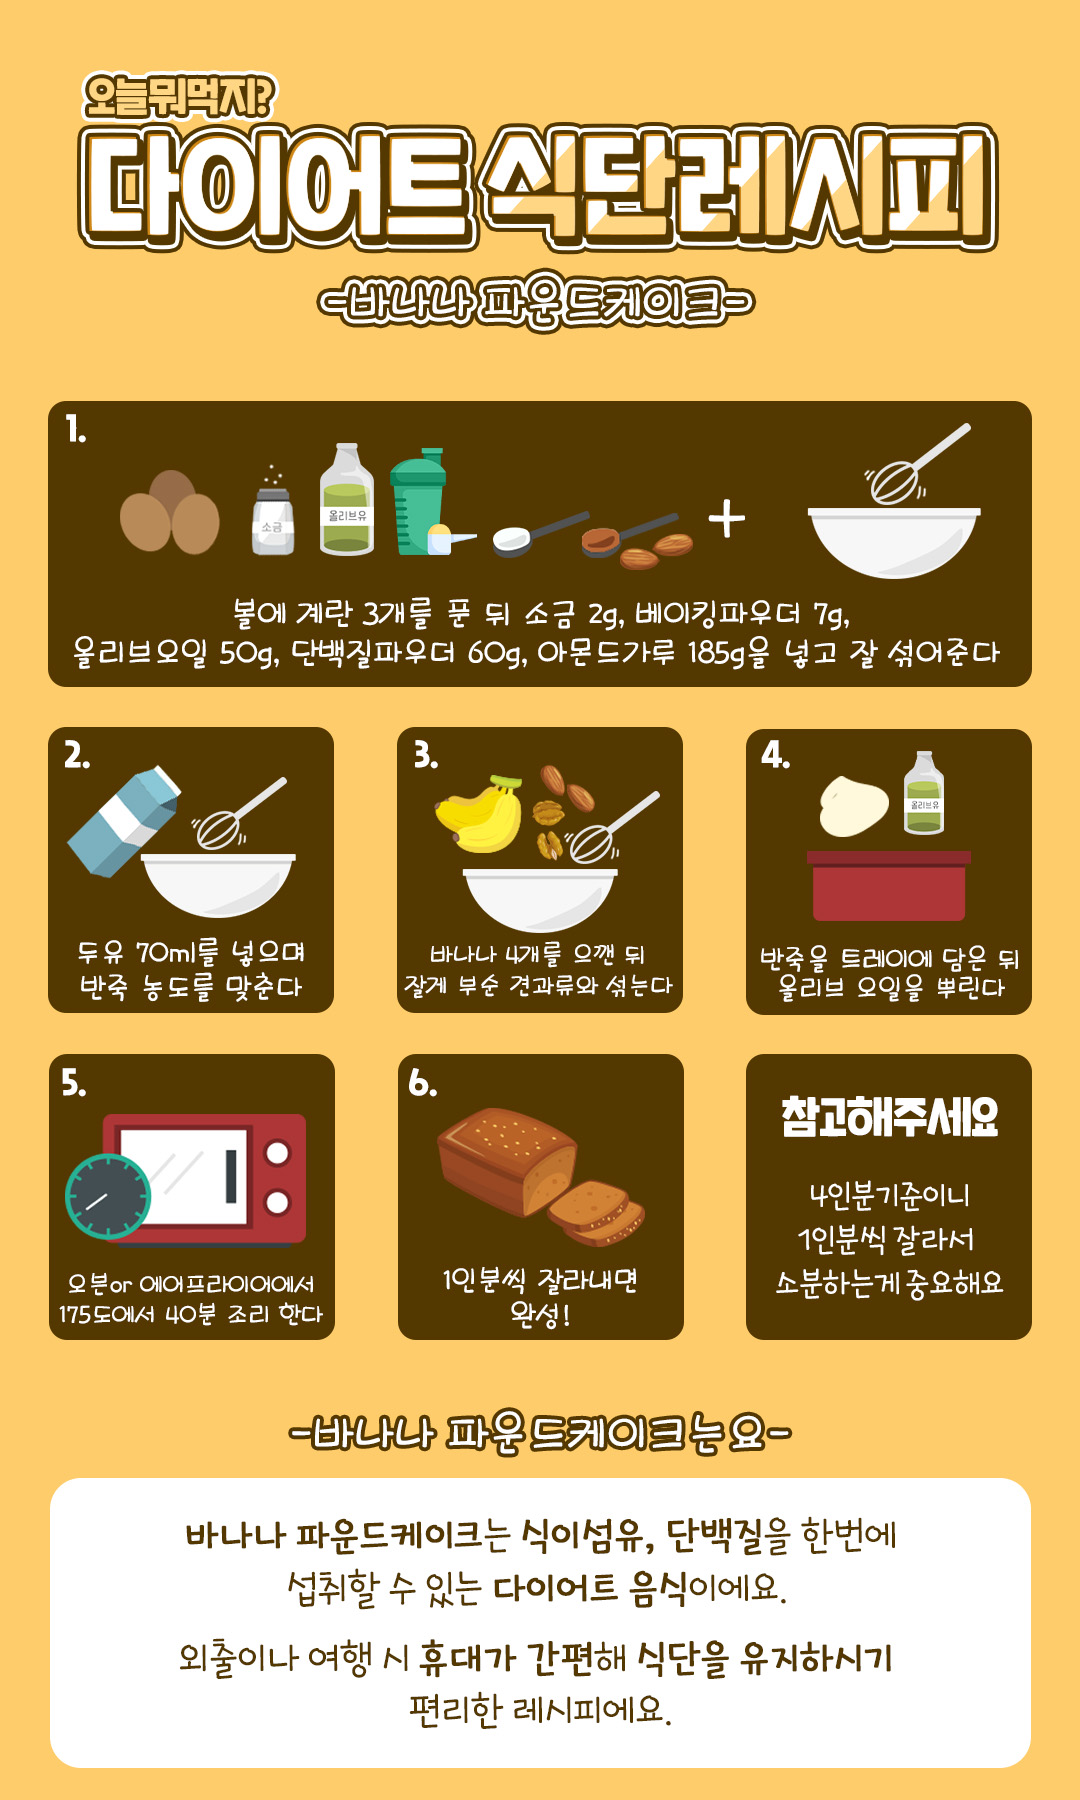 오늘뭐먹지?
다이어트 식단레시피
-바나나 파운드케이크-
1.
소금
올리브유
볼에 계란 3개를 푼 뒤 소금 2g, 베이킹파우더 7g,
올리브오일 50g, 단백질파우더 60g, 아몬드가루 185g을 넣고 잘 섞어준다
2.
두유 70ml를 넣으며
반죽 농도를 맞춘다
3.
바나나 4개를 으깬 뒤
잘게 부순 견과류와 섞는다
4.
올리브유
반죽을 트레이에 담은 뒤
올리브 오일을 뿌린다
5.
오븐or 에어프라이어에서
175도에서 40분 조리 한다
6.
1인분씩 잘라내면
완성!
참고해주세요
4인분기준이니
1인분씩 잘라서
소분하는게 중요해요
-바나나 파운드케이크는요-
바나나 파운드케이크는 식이섬유, 단백질을 한번에
섭취할 수 있는 다이어트 음식이에요.
외출이나 여행 시 휴대가 간편해 식단을 유지하시기
편리한 레시피에요.